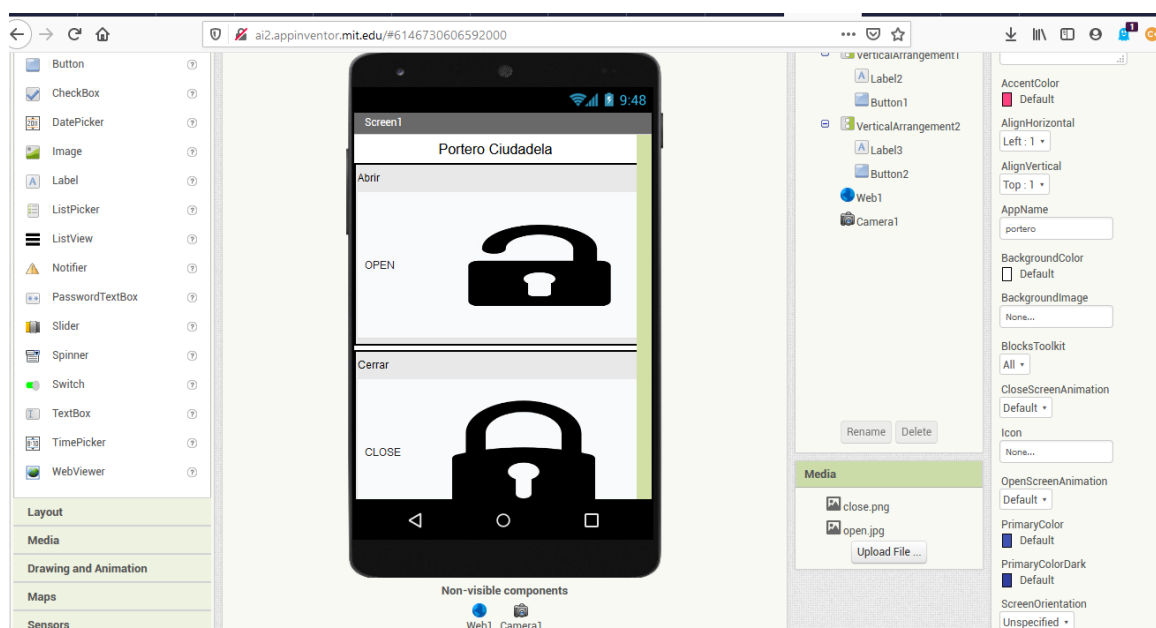 ai2.appinventor.mit.edu/#6146730606592000
1
Button
CheckBox
DatePicker
Image
Label
ListPicker
ListView
Notifier
PasswordTextBox
Slider
Spinner
Switch
TextBox
TimePicker
WebViewer
Layout
Media
Drawing and Animation
Maps
Sensors
9:48
Screen1
Portero Ciudadela
Abrir
OPEN
Cerrar
CLOSE
Non-visible components
Web1 Camera1
VerticalArrangement1
Label2
Button1
VerticalArrangement2
Label3
Button2
Web1
Camera1
Rename Delete
Media
close.png
open.jpg
Upload File ...
AccentColor
Default
AlignHorizontal
Left : 1
AlignVertical
Top : 1
AppName
portero
BackgroundColor
Default
BackgroundImage
None...
BlocksToolkit
All
CloseScreenAnimation
Default
Icon
None...
OpenScreenAnimation
Default
PrimaryColor
Default
PrimaryColorDark
Default
ScreenOrientation
Unspecified